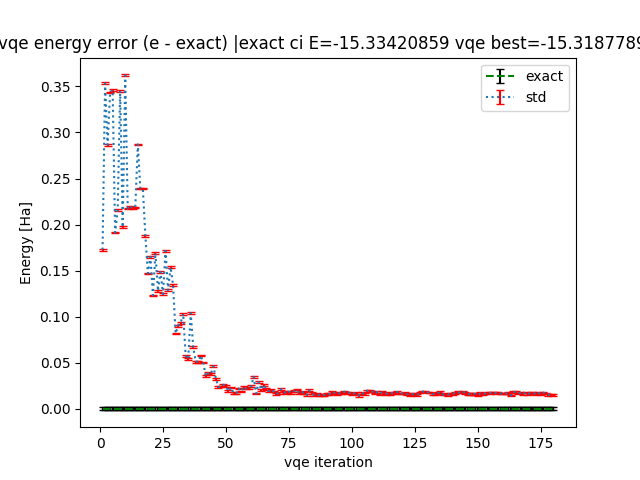 vqe energy error (e - exact) |exact ci E=-15.33420859 vqe best=-15.3187789
exact
std
0.35
0.30
0.25
0.20
0.15
0.10
0.05
0.00
Energy [Ha]
0 25 50 75 100 125 150 175
vqe iteration